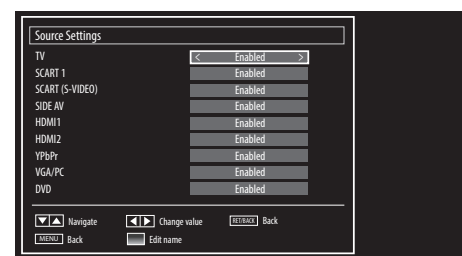 Source Settings
TV < Enabled >
SCART 1 Enabled
SCART (S-VIDEO) Enabled
SIDE AV Enabled
HDMI1 Enabled
HDMI2 Enabled
YPbPr Enabled
VGA/PC Enabled
DVD Enabled
Navigate Change value RET/BACK Back
MENU Back Edit name